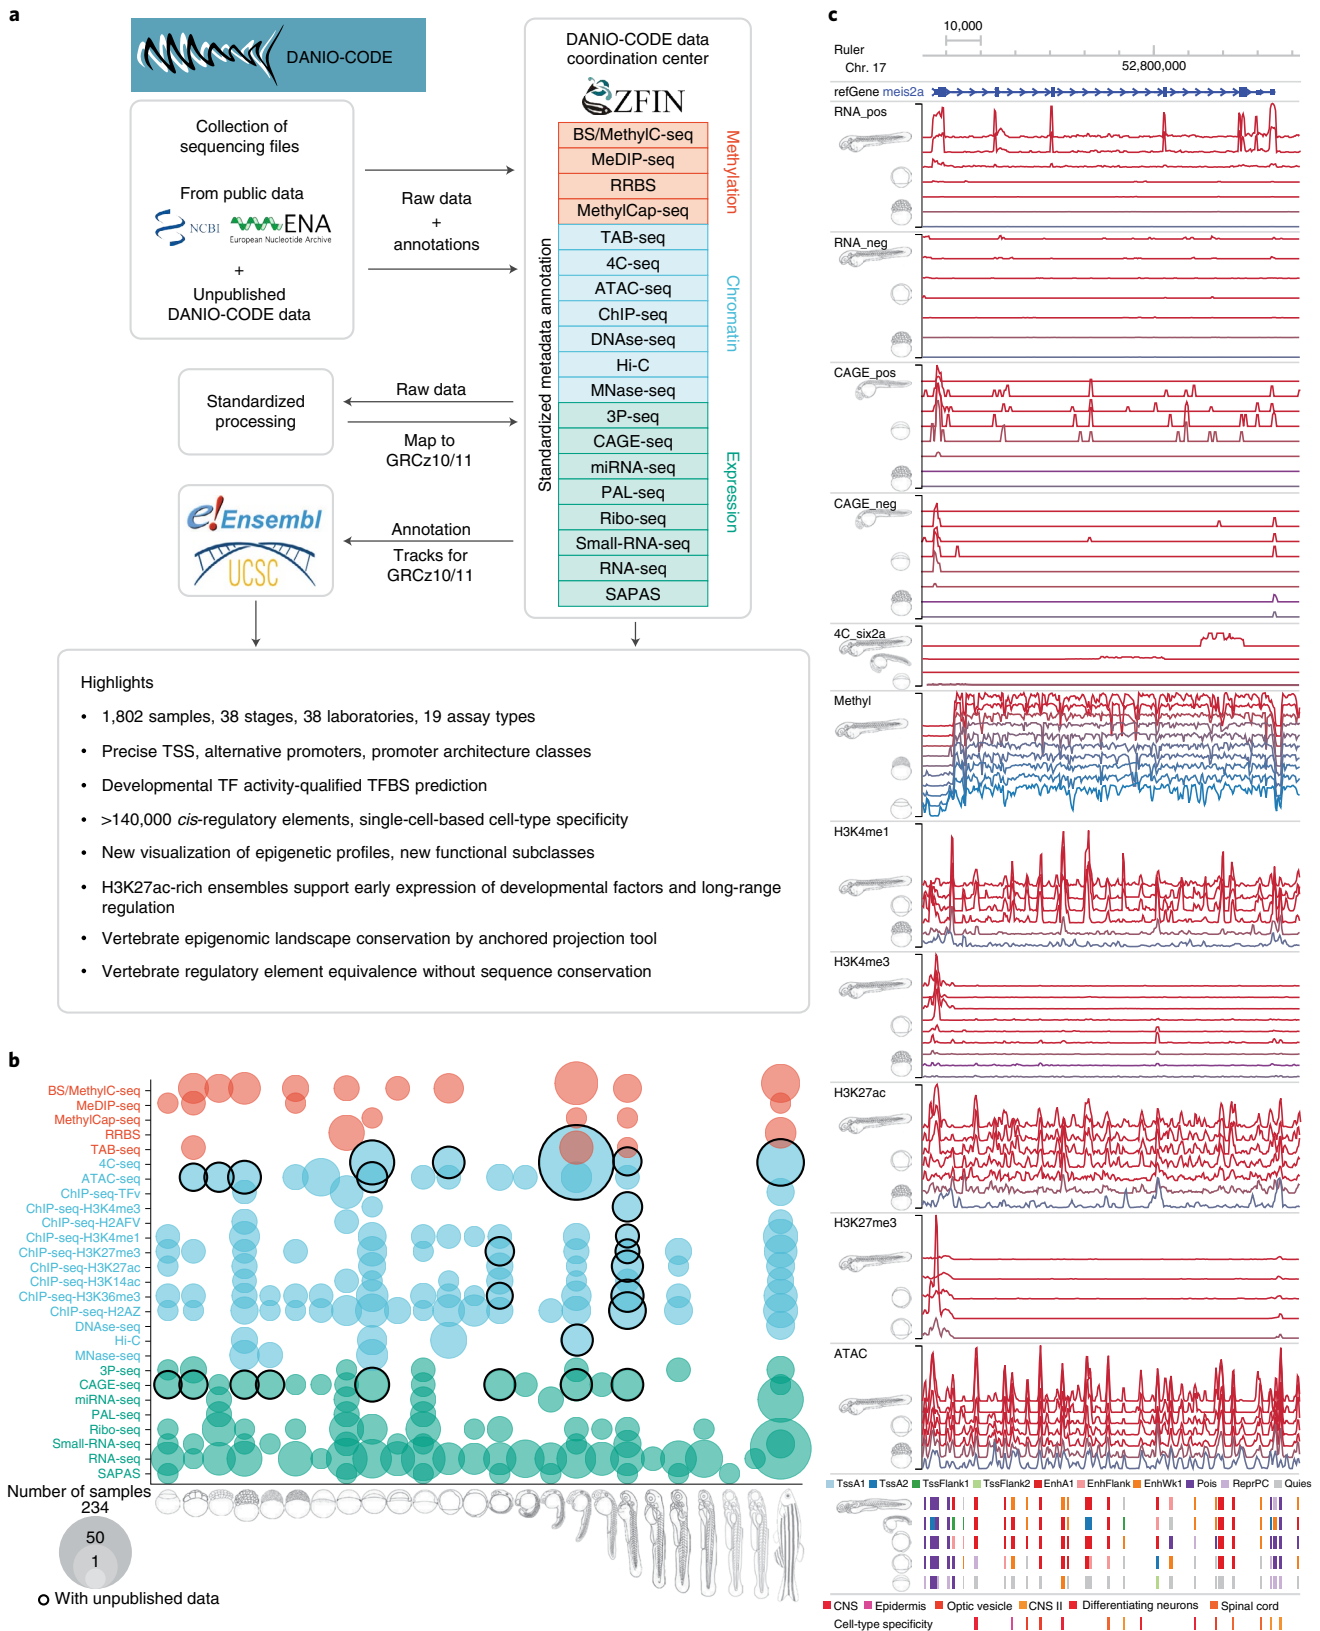 a
DANIO-CODE
Collection of
sequencing files
From public data
NCBI
ENA
European Nucleotide Archive
+
Unpublished
DANIO-CODE data
Raw data
+
annotations
DANIO-CODE data
coordination center
ZFIN
Standardized metadata annotation
BS/MethylC-seq
MeDIP-seq
RRBS
MethylCap-seq
TAB-seq
4C-seq
ATAC-seq
ChIP-seq
DNAse-seq
Hi-C
MNase-seq
3P-seq
CAGE-seq
miRNA-seq
PAL-seq
Ribo-seq
Small-RNA-seq
RNA-seq
SAPAS
Methylation
Chromatin
Expression
Standardized
processing
Raw data
Map to
GRCz10/11
e!Ensembl
UCSC
Annotation
Tracks for
GRCz10/11
Highlights
• 1,802 samples, 38 stages, 38 laboratories, 19 assay types
• Precise TSS, alternative promoters, promoter architecture classes
• Developmental TF activity-qualified TFBS prediction
• >140,000 cis-regulatory elements, single-cell-based cell-type specificity
• New visualization of epigenetic profiles, new functional subclasses
• H3K27ac-rich ensembles support early expression of developmental factors and long-range
regulation
• Vertebrate epigenomic landscape conservation by anchored projection tool
• Vertebrate regulatory element equivalence without sequence conservation
b
BS/MethylC-seq
MeDIP-seq
MethylCap-seq
RRBS
TAB-seq
4C-seq
ATAC-seq
ChIP-seq-TFv
ChIP-seq-H3K4me3
ChIP-seq-H2AFV
ChIP-seq-H3K4me1
ChIP-seq-H3K27me3
ChIP-seq-H3K27ac
ChIP-seq-H3K14ac
ChIP-seq-H3K36me3
ChIP-seq-H2AZ
DNAse-seq
Hi-C
MNase-seq
3P-seq
CAGE-seq
miRNA-seq
PAL-seq
Ribo-seq
Small-RNA-seq
RNA-seq
SAPAS
Number of samples
234
50
1
With unpublished data
c
10,000
Ruler
Chr. 17
52,800,000
refGene meis2a
RNA_pos
RNA_neg
CAGE_pos
CAGE_neg
4C_six2a
Methyl
H3K4me1
H3K4me3
H3K27ac
H3K27me3
ATAC
TssA1 TssA2 TssFlank1 TssFlank2 EnhA1 EnhFlank EnhWk1 Pois ReprPC Quies
CNS Epidermis Optic vesicle CNS II Differentiating neurons Spinal cord
Cell-type specificity